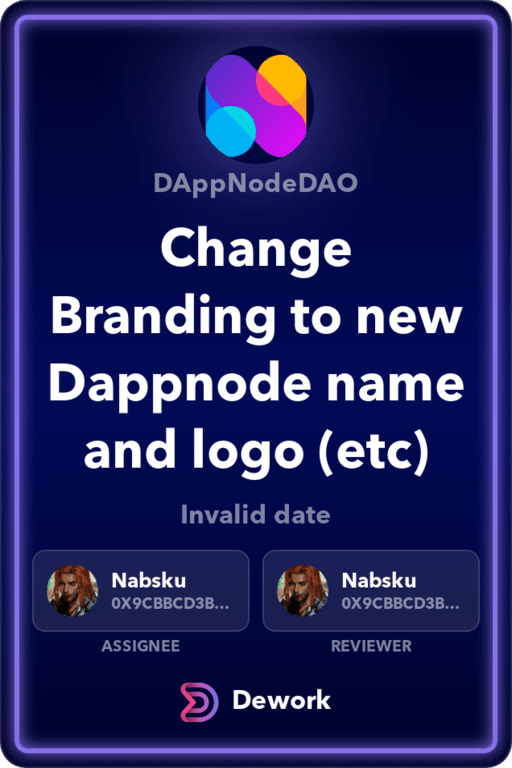 DAppNodeDAO
Change
Branding to new
Dappnode name
and logo (etc)
Invalid date
Nabsku
0X9CBBCD3B...
ASSIGNEE
Nabsku
0X9CBBCD3B...
REVIEWER
Dework